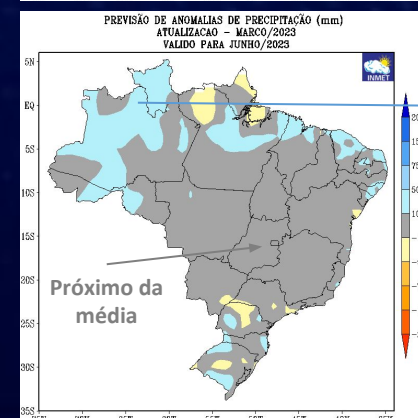 PREVISÃO DE ANOMALIAS DE PRECIPITAÇÃO (mm)
ATUALIZACAO - MARCO/2023
VALIDO PARA JUNHO/2023
INMET
5N
EQ
5S
10S
15S
20S
25S
30S
35S
Próximo da
média